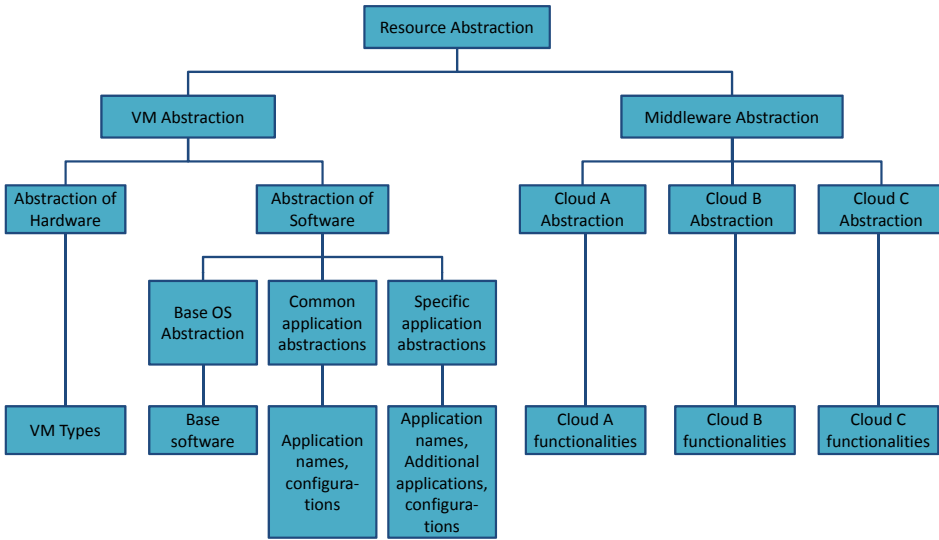 Resource Abstraction
VM Abstraction
Middleware Abstraction
Abstraction of
Hardware
Abstraction of
Software
Cloud A
Abstraction
Cloud B
Abstraction
Cloud C
Abstraction
Base OS
Abstraction
Common
application
abstractions
Specific
application
abstractions
VM Types
Base
software
Application
names,
configura-
tions
Application
names,
Additional
applications,
configura-
tions
Cloud A
functionalities
Cloud B
functionalities
Cloud C
functionalities